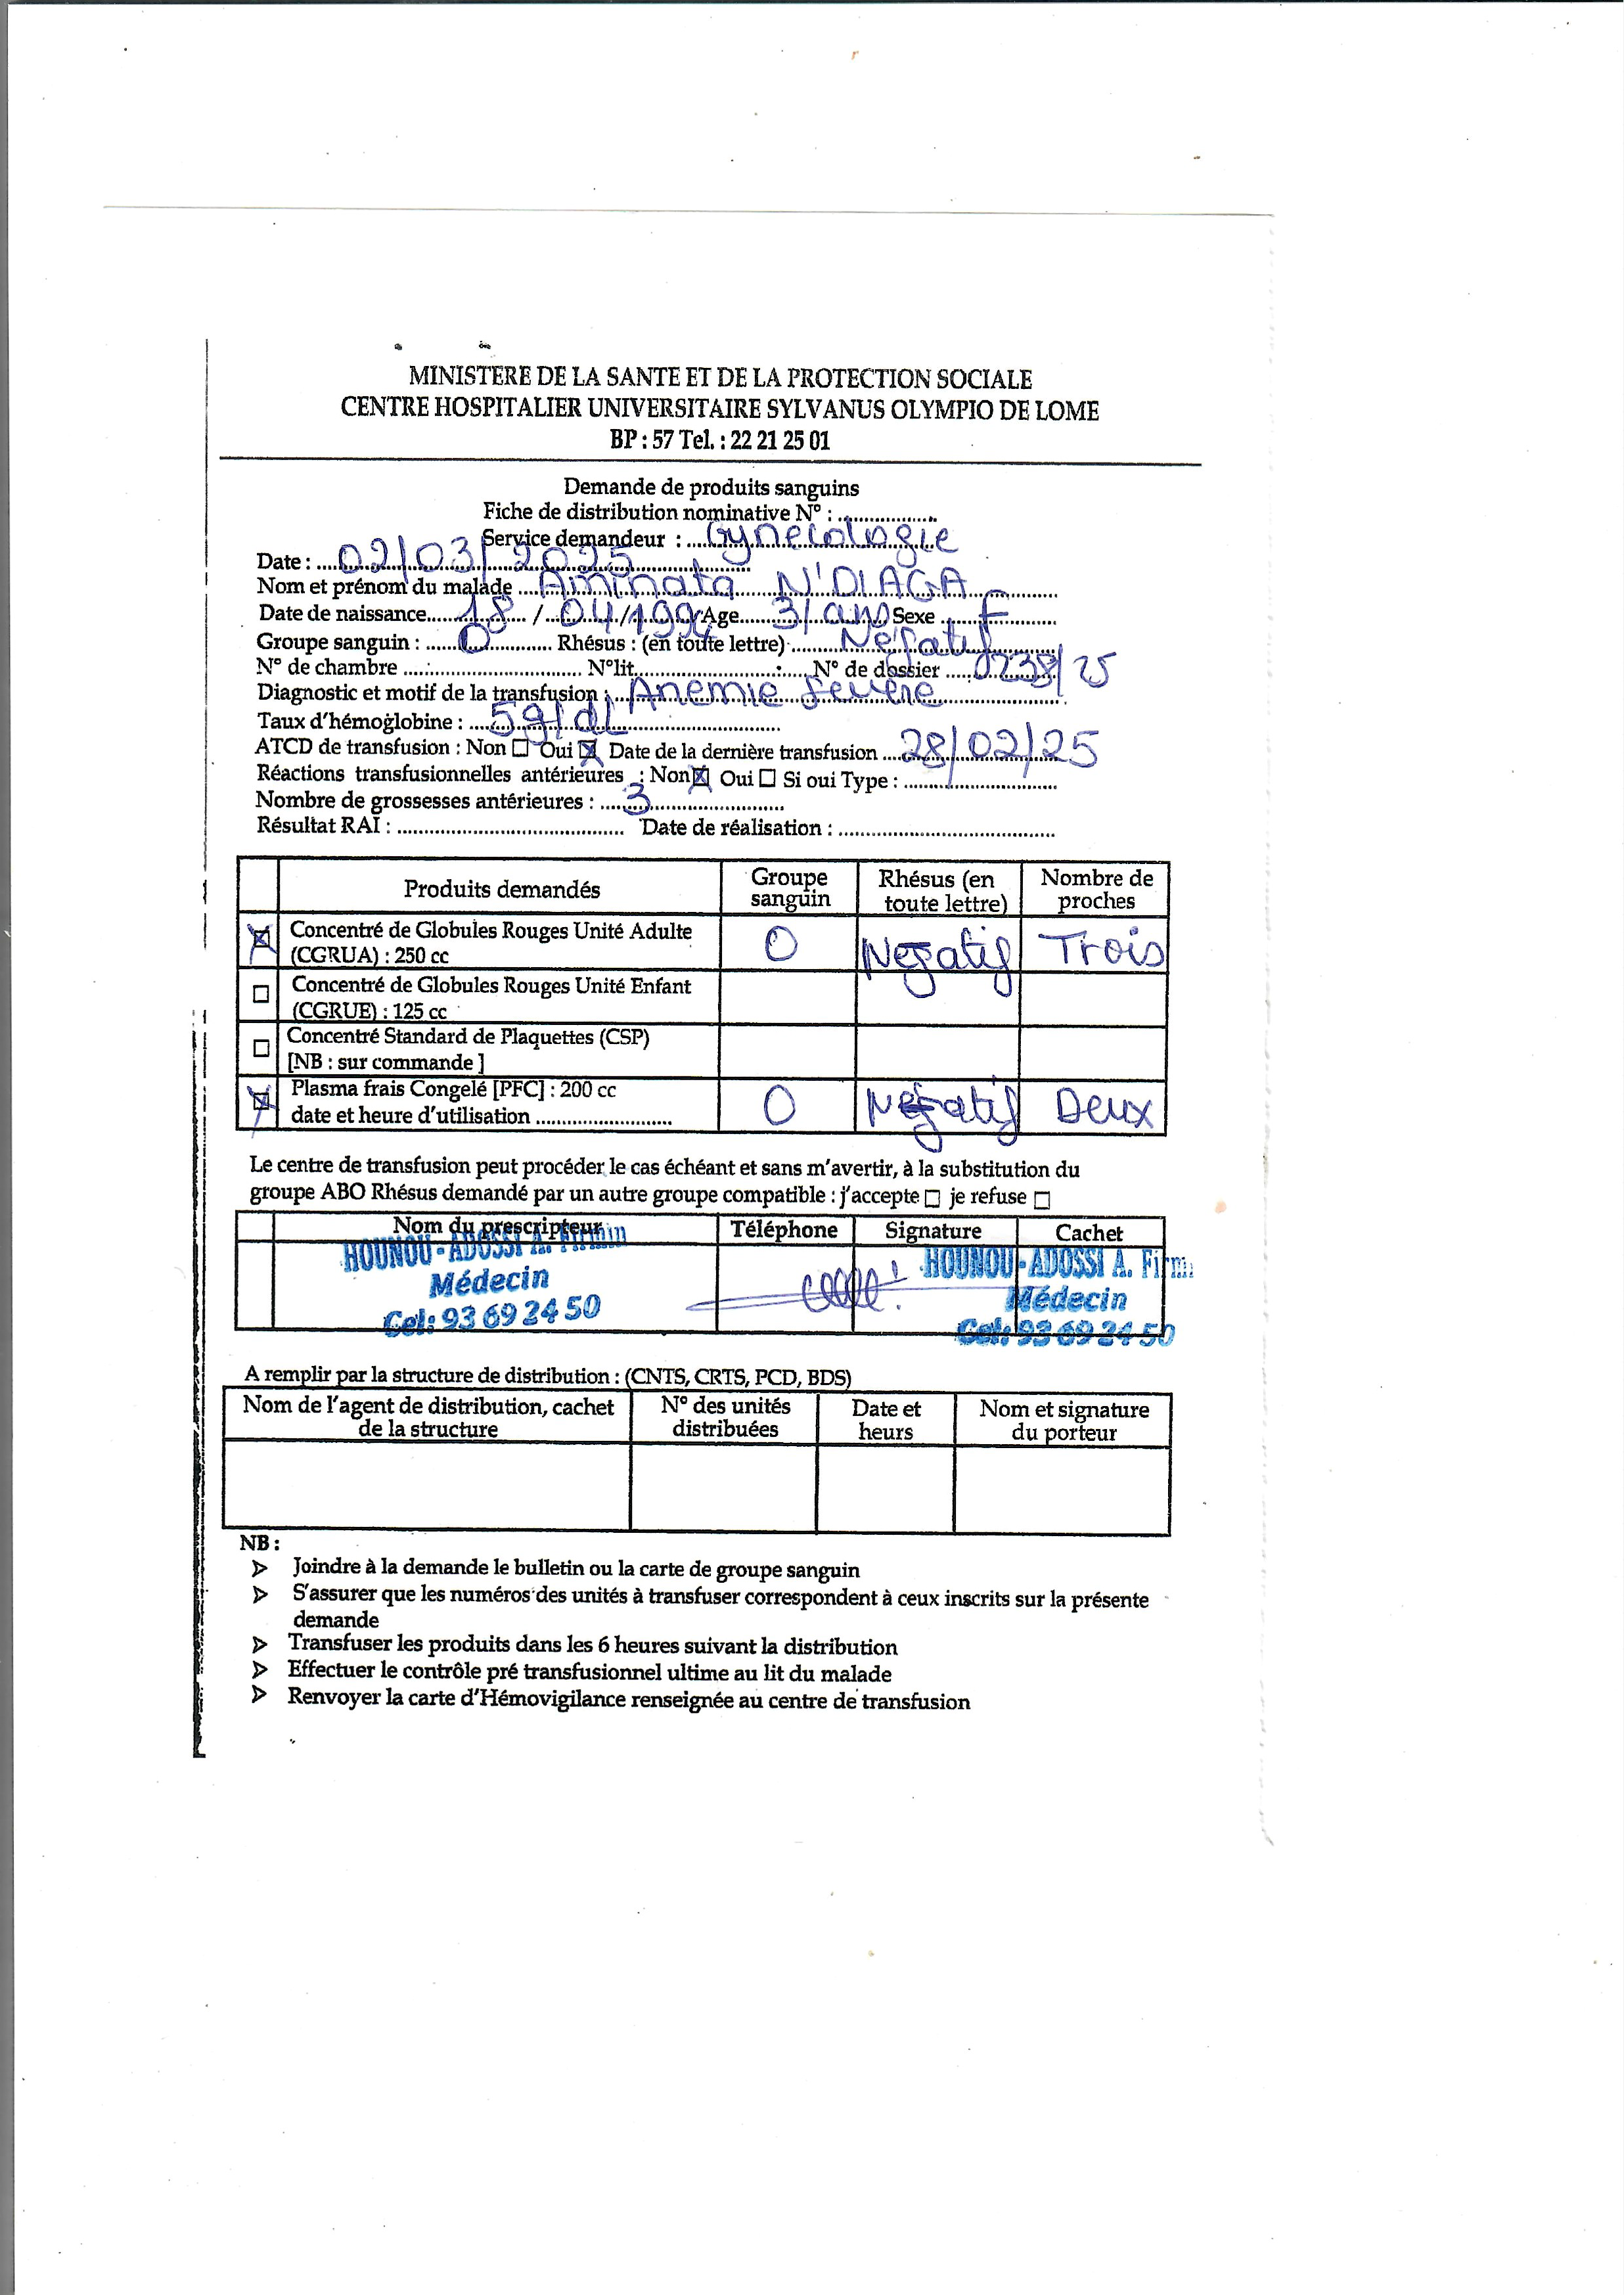 MINISTERE DE LA SANTE ET DE LA PROTECTION SOCIALE
CENTRE HOSPITALIER UNIVERSITAIRE SYLVANUS OLYMPIO DE LOME
BP : 57 Tel. : 22 21 25 01
Demande de produits sanguins
Fiche de distribution nominative N° : ................
Service demandeur : Gynecologie
Date : 02/03/2025
Nom et prénom du malade Aminata N'DIAGA
Date de naissance 18 / 04 /1994 Age 31 ans Sexe F
Groupe sanguin : O Rhésus : (en toute lettre) Négatif
N° de chambre ........ N°lit ........ N° de dossier 0238/25
Diagnostic et motif de la transfusion : Anemie severe
Taux d'hémoglobine : 5g/dl
ATCD de transfusion : Non ☐ Oui ☒ Date de la dernière transfusion 28/02/25
Réactions transfusionnelles antérieures : Non ☒ Oui ☐ Si oui Type : ........
Nombre de grossesses antérieures : 3
Résultat RAI : ........ Date de réalisation : ........
Produits demandés Groupe sanguin Rhésus (en toute lettre) Nombre de proches
☒ Concentré de Globules Rouges Unité Adulte (CGRUA) : 250 cc O Negatif Trois
☐ Concentré de Globules Rouges Unité Enfant (CGRUE) : 125 cc
☐ Concentré Standard de Plaquettes (CSP) [NB : sur commande ]
☒ Plasma frais Congelé [PFC] : 200 cc date et heure d'utilisation ........ O Négatif Deux
Le centre de transfusion peut procéder le cas échéant et sans m'avertir, à la substitution du
groupe ABO Rhésus demandé par un autre groupe compatible : j'accepte ☐ je refuse ☐
Nom du prescripteur Téléphone Signature Cachet
HOUNOU - ADOSSI A. Firmin HOUNOU - ADOSSI A. Firmi
Médecin Médecin
Cel: 93 69 24 50 Cel: 93 69 24 50
A remplir par la structure de distribution : (CNTS, CRTS, PCD, BDS)
Nom de l'agent de distribution, cachet de la structure N° des unités distribuées Date et heurs Nom et signature du porteur
NB :
➢ Joindre à la demande le bulletin ou la carte de groupe sanguin
➢ S'assurer que les numéros des unités à transfuser correspondent à ceux inscrits sur la présente
demande
➢ Transfuser les produits dans les 6 heures suivant la distribution
➢ Effectuer le contrôle pré transfusionnel ultime au lit du malade
➢ Renvoyer la carte d'Hémovigilance renseignée au centre de transfusion